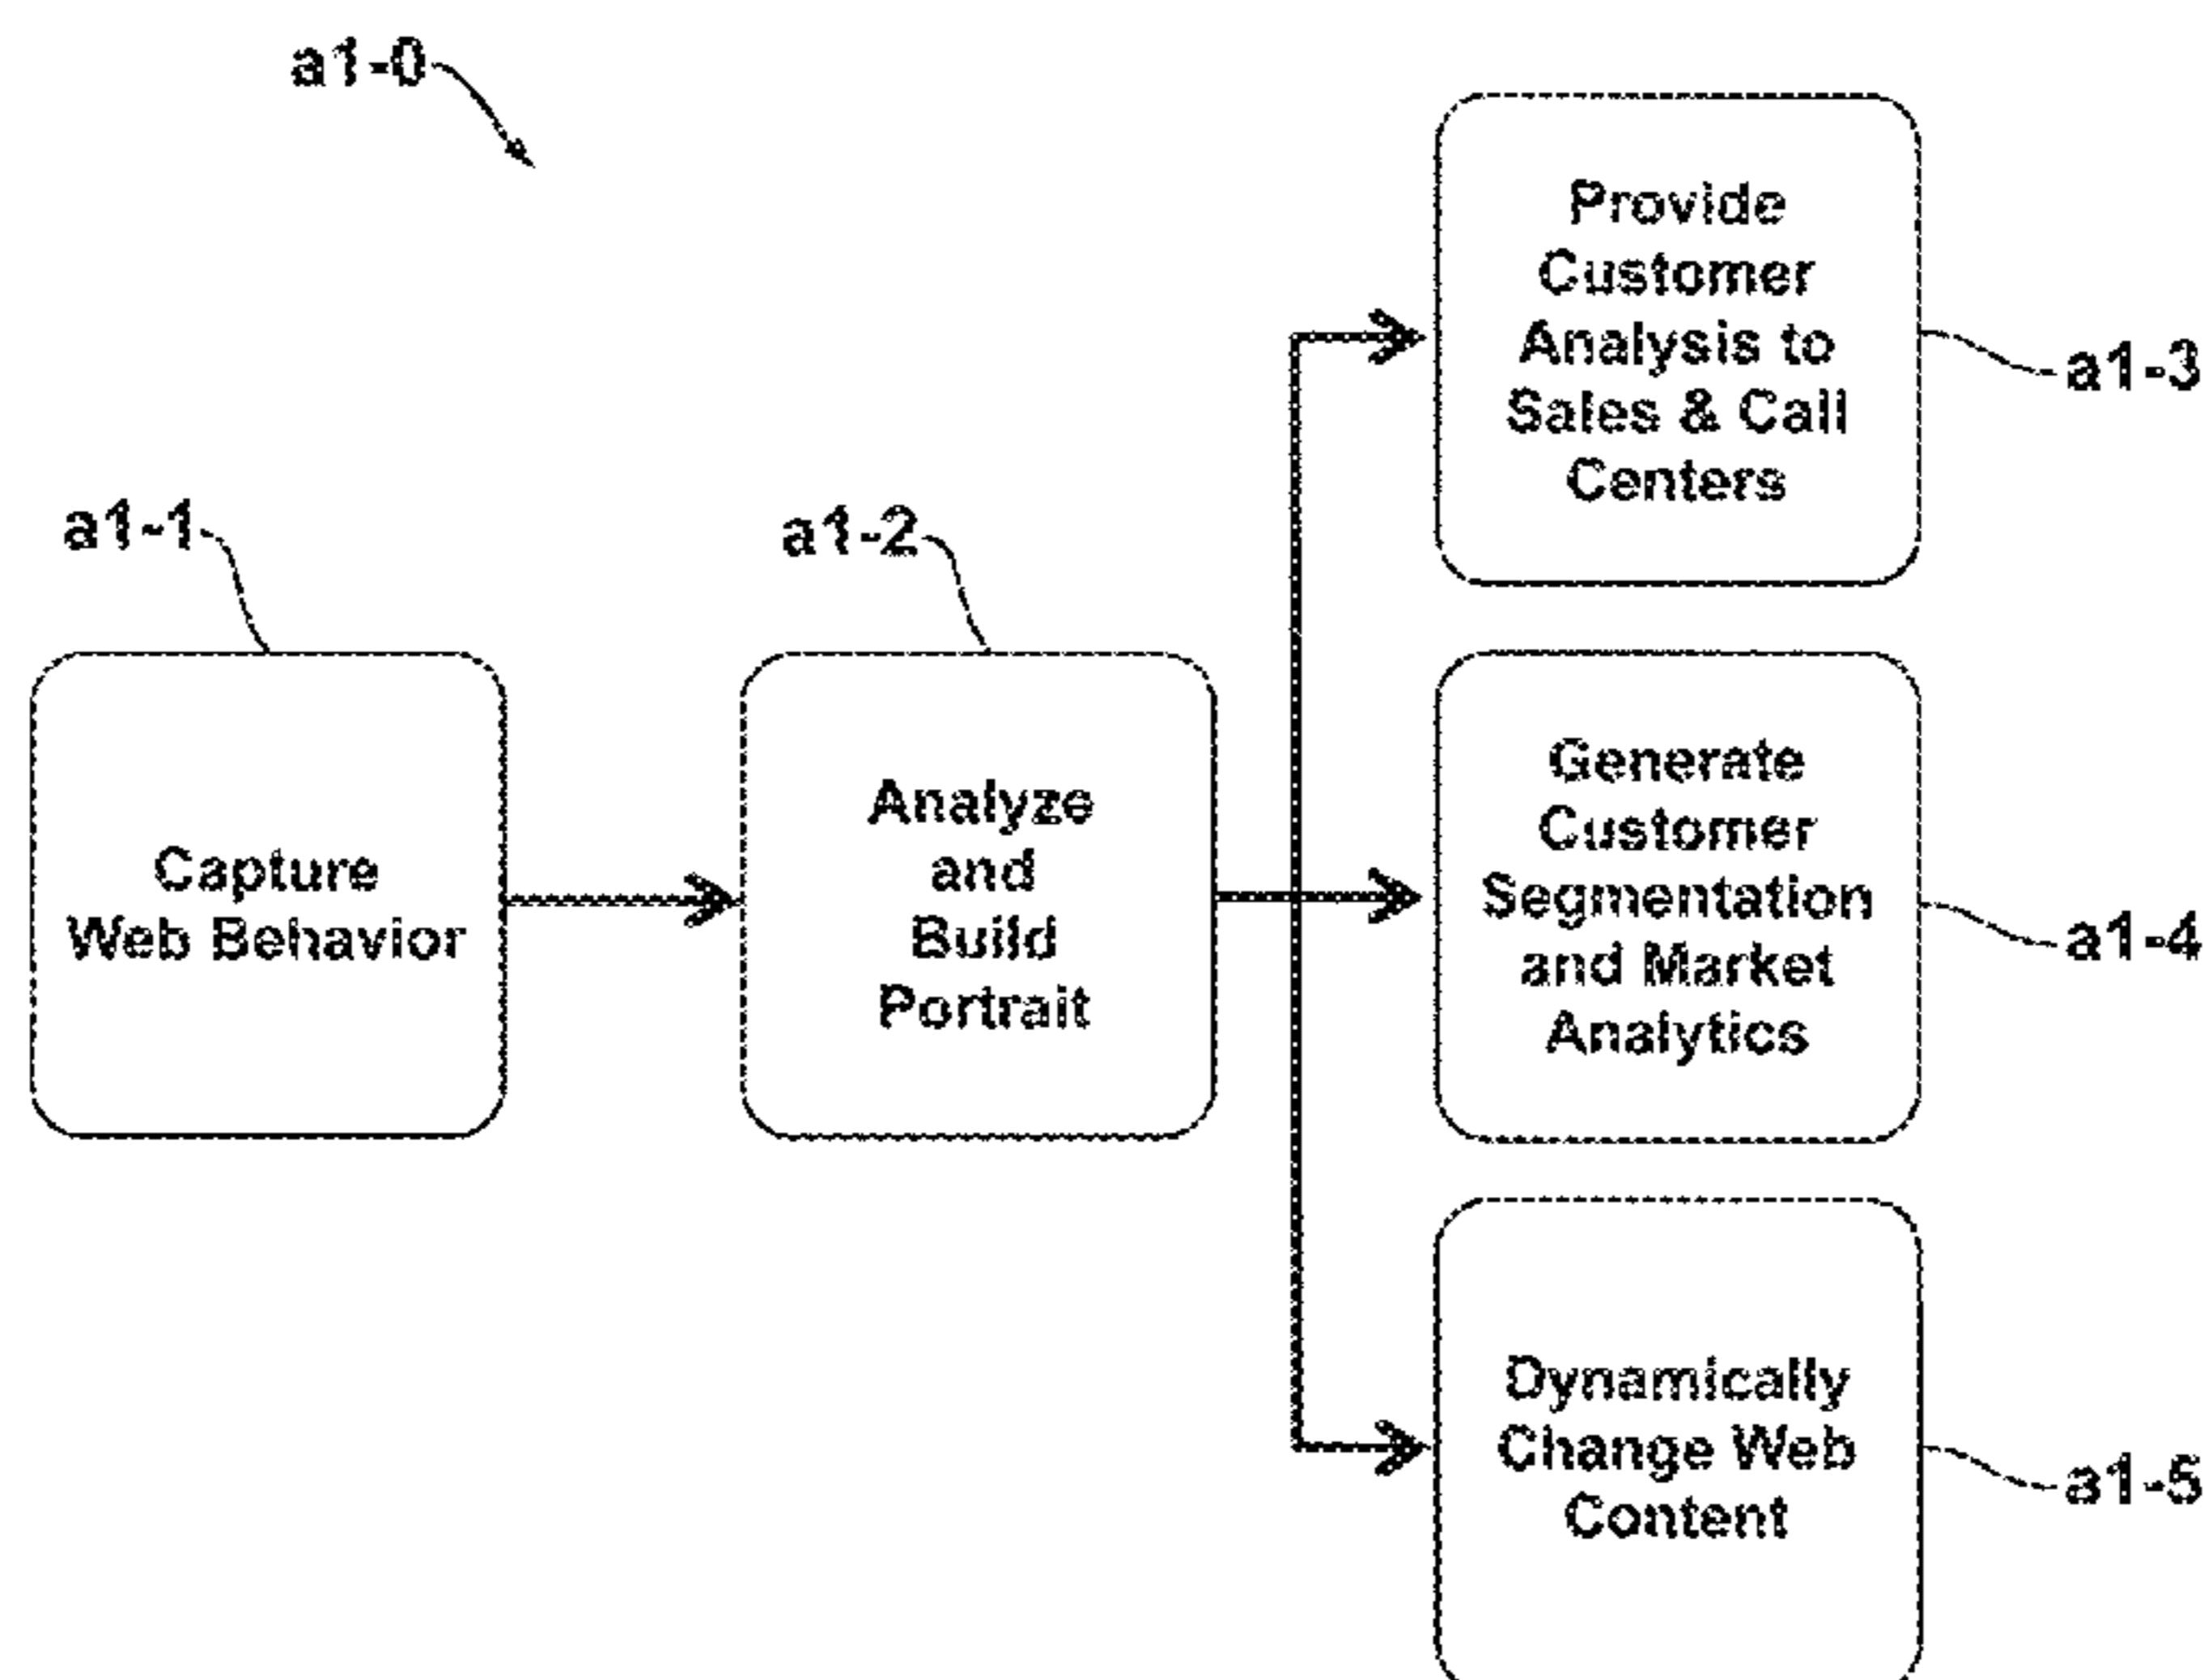 a1-0
Provide
Customer
Analysis to
Sales & Call
Centers
a1-3
a1-1
a1-2
Capture
Web Behavior
Analyze
and
Build
Portrait
Generate
Customer
Segmentation
and Market
Analytics
a1-4
Dynamically
Change Web
Content
a1-5